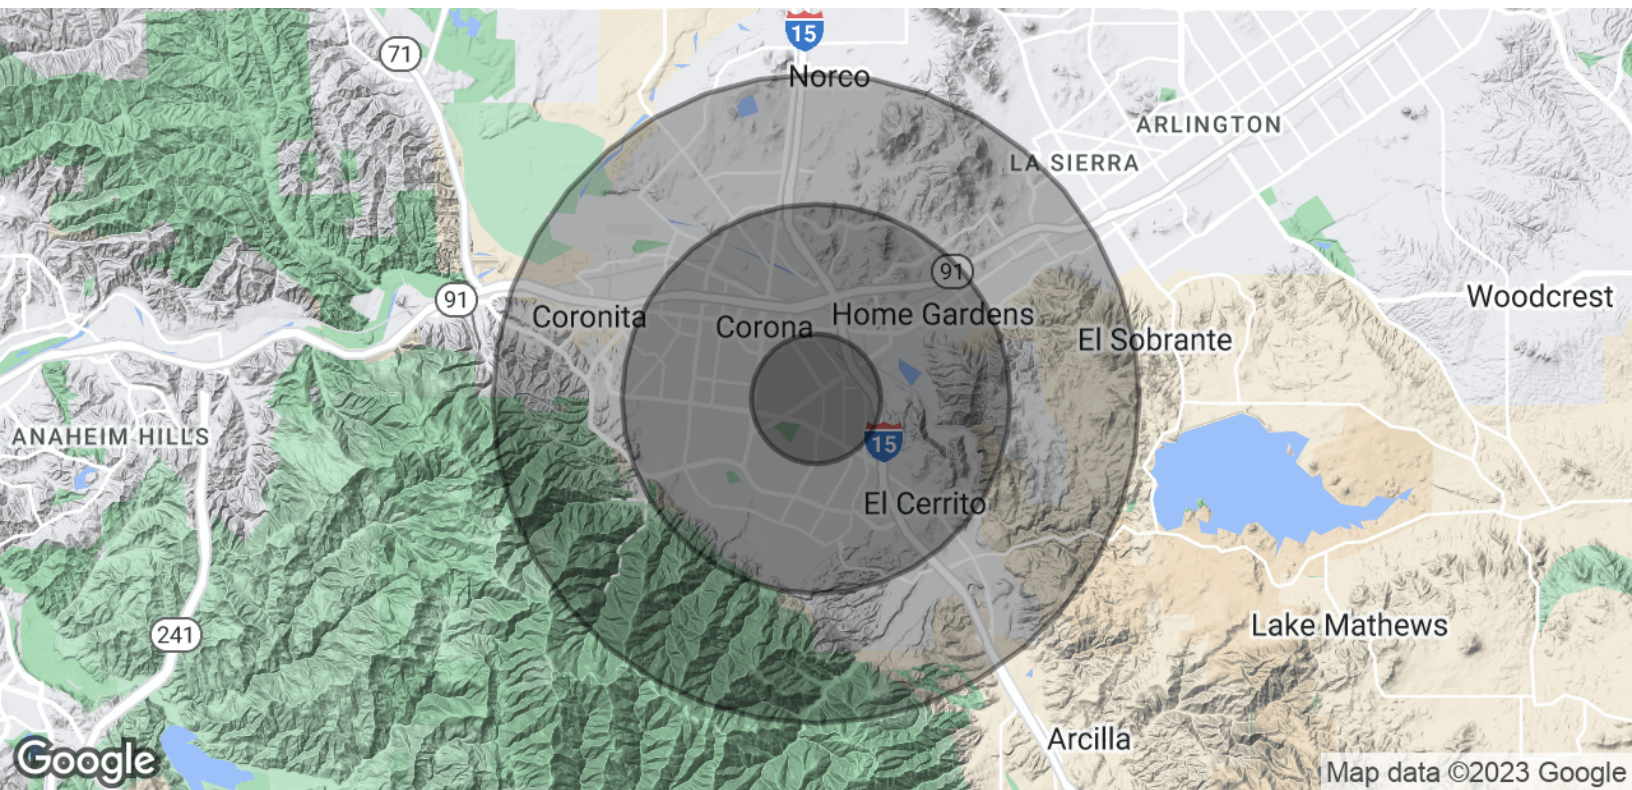 15
71
Norco
ARLINGTON
LA SIERRA
91
91
Woodcrest
Coronita
Corona
Home Gardens
El Sobrante
ANAHEIM HILLS
15
El Cerrito
241
Lake Mathews
Arcilla
Google
Map data ©2023 Google